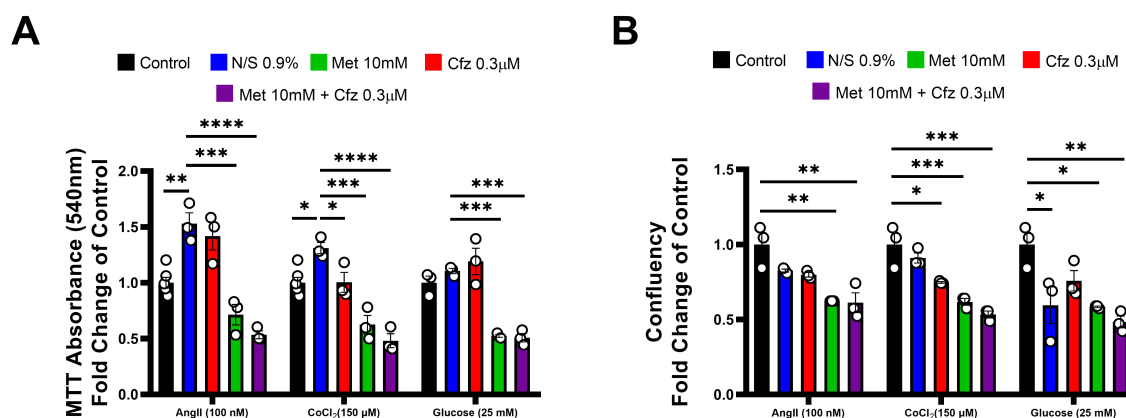 A
Control N/S 0.9% Met 10mM Cfz 0.3μM
Met 10mM + Cfz 0.3μM
MTT Absorbance (540nm)
Fold Change of Control
2.0
1.5
1.0
0.5
0.0
** *** ****
* * *** ****
*** ***
AngII (100 nM) CoCl₂(150 μM) Glucose (25 mM)
B
Control N/S 0.9% Met 10mM Cfz 0.3μM
Met 10mM + Cfz 0.3μM
Confluency
Fold Change of Control
1.5
1.0
0.5
0.0
** **
* *** ***
* * **
AngII (100 nM) CoCl₂(150 μM) Glucose (25 mM)